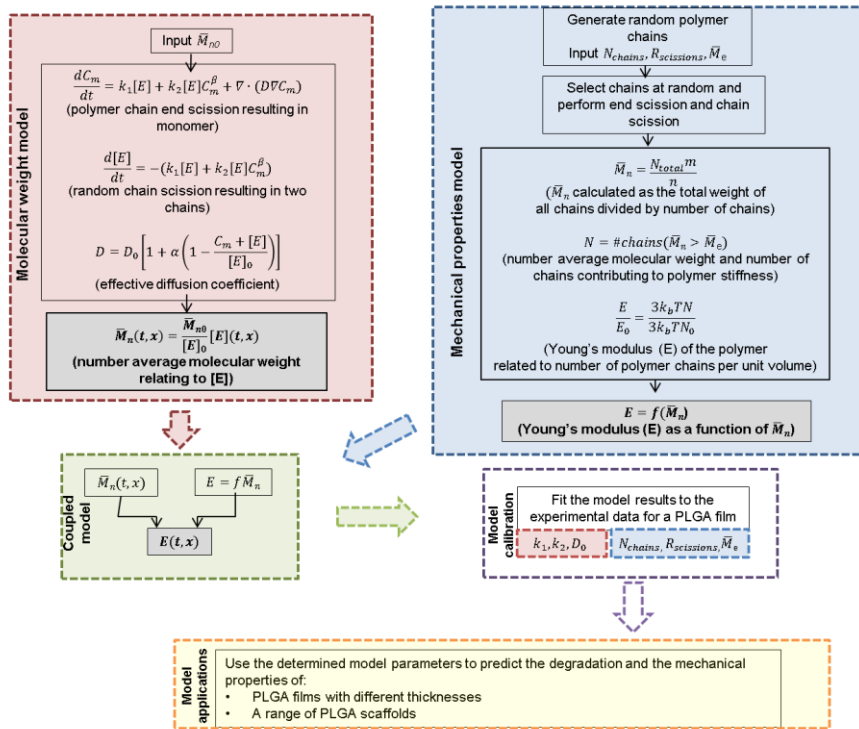 Molecular weight model
Input M̄n0
dCm/dt = k1[E] + k2[E]Cm^β + ∇ · (D∇Cm)
(polymer chain end scission resulting in
monomer)
d[E]/dt = −(k1[E] + k2[E]Cm^β)
(random chain scission resulting in two
chains)
D = D0 [1 + α (1 − (Cm + [E])/[E]0)]
(effective diffusion coefficient)
M̄n(t, x) = (M̄n0/[E]0)[E](t, x)
(number average molecular weight
relating to [E])
Mechanical properties model
Generate random polymer
chains
Input Nchains, Rscissions, M̄e
Select chains at random and
perform end scission and chain
scission
M̄n = (Ntotal m)/n
(M̄n calculated as the total weight of
all chains divided by number of chains)
N = #chains(M̄n > M̄e)
(number average molecular weight and number of
chains contributing to polymer stiffness)
E/E0 = 3kbTN/3kbTN0
(Young's modulus (E) of the polymer
related to number of polymer chains per unit volume)
E = f(M̄n)
(Young's modulus (E) as a function of M̄n)
Coupled
model
M̄n(t, x)
E = fM̄n
E(t, x)
Model
calibration
Fit the model results to the
experimental data for a PLGA film
k1, k2, D0
Nchains, Rscissions, M̄e
Model
applications
Use the determined model parameters to predict the degradation and the mechanical
properties of:
• PLGA films with different thicknesses
• A range of PLGA scaffolds